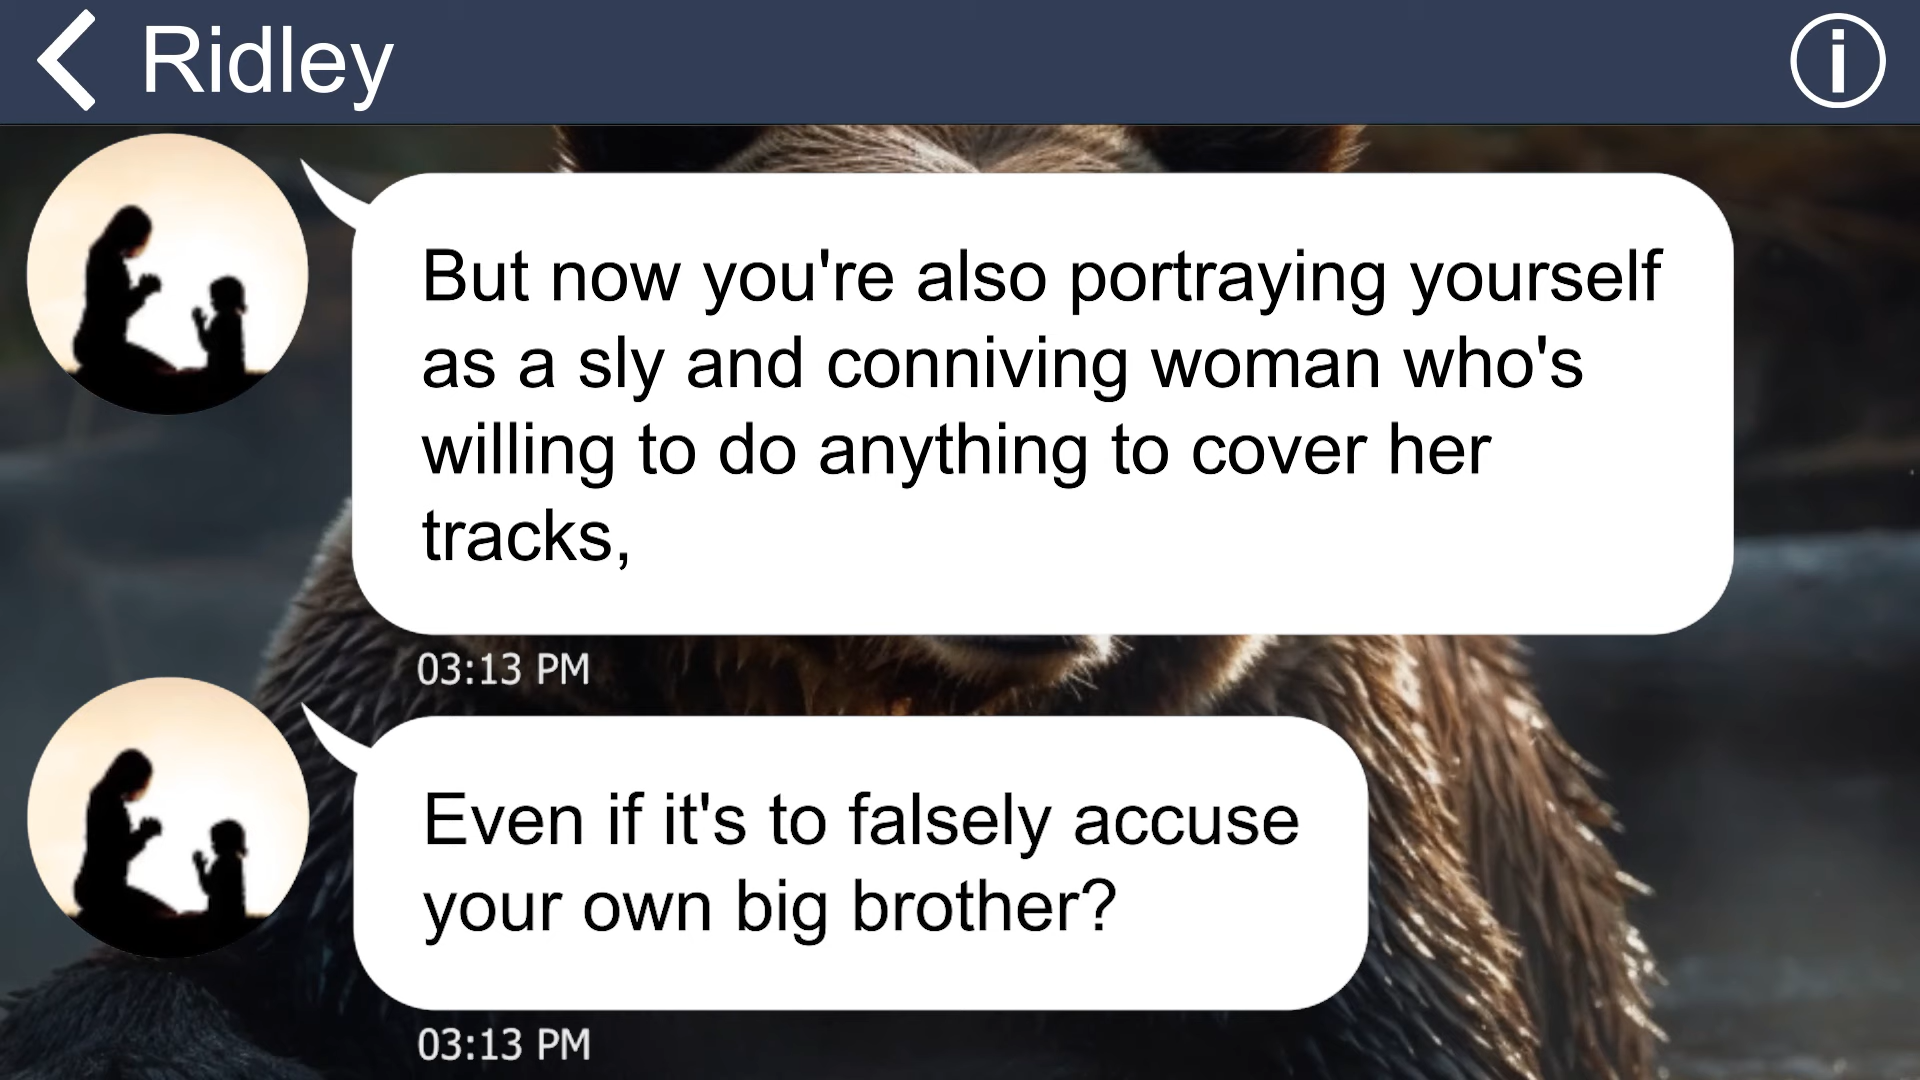 Ridley
But now you're also portraying yourself
as a sly and conniving woman who's
willing to do anything to cover her
tracks,
03:13 PM
Even if it's to falsely accuse
your own big brother?
03:13 PM